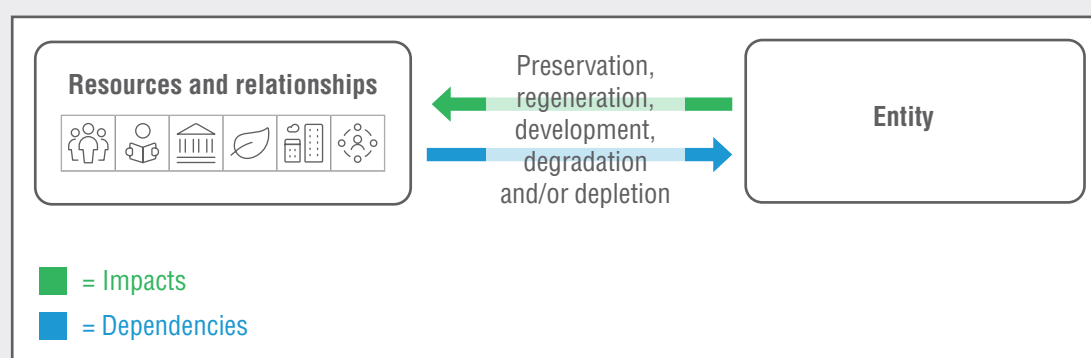 Resources and relationships
Preservation,
regeneration,
development,
degradation
and/or depletion
Entity
= Impacts
= Dependencies